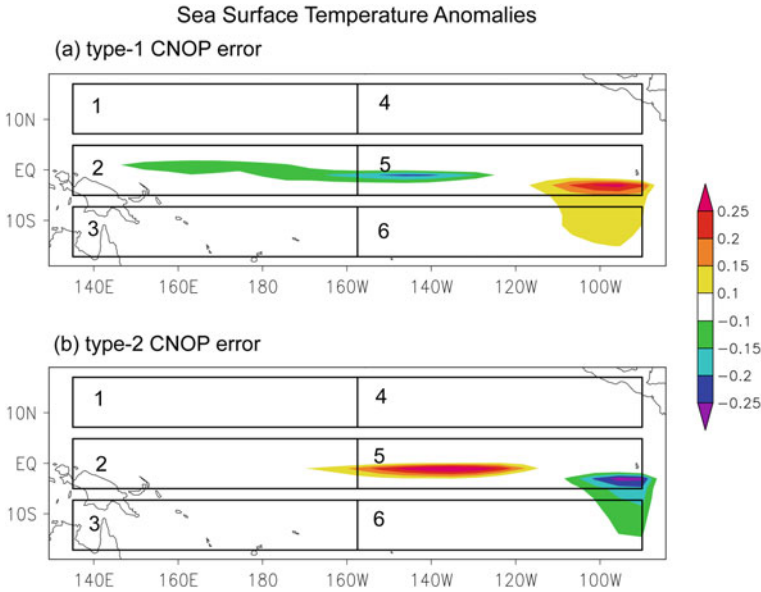 Sea Surface Temperature Anomalies
(a) type-1 CNOP error
1 4
10N
2 5
EQ
10S
3 6
140E 160E 180 160W 140W 120W 100W
0.25
0.2
0.15
0.1
-0.1
-0.15
-0.2
-0.25
(b) type-2 CNOP error
1 4
10N
2 5
EQ
10S
3 6
140E 160E 180 160W 140W 120W 100W